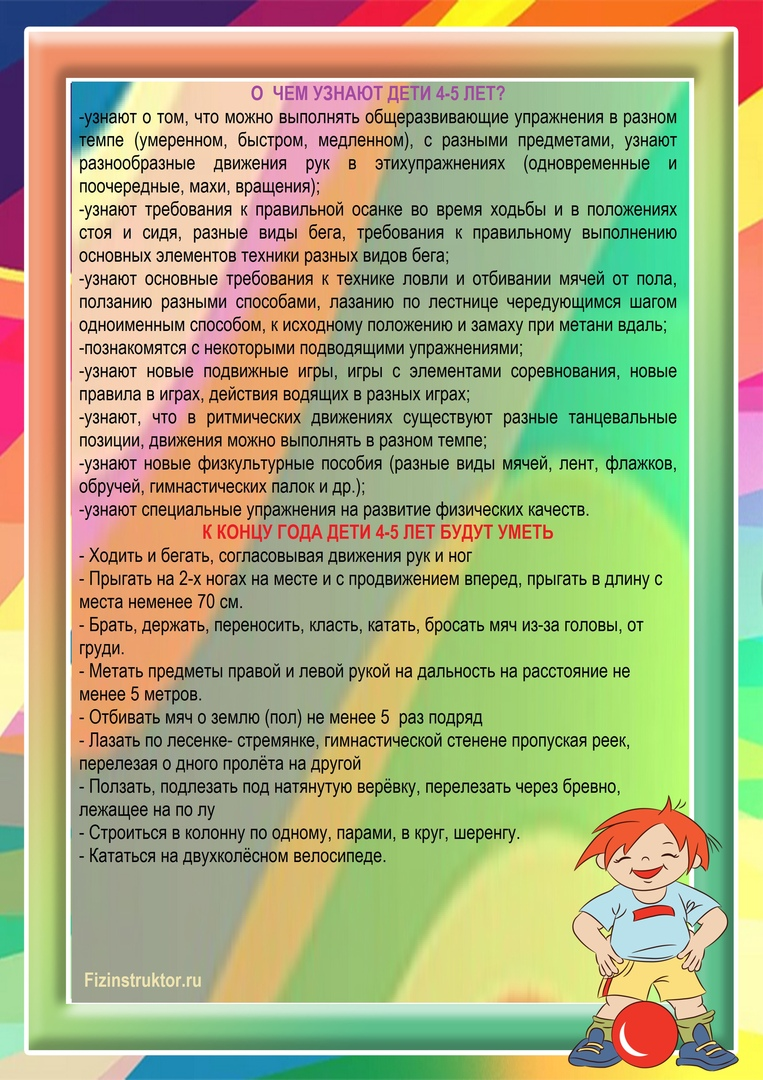 О ЧЕМ УЗНАЮТ ДЕТИ 4-5 ЛЕТ?
-узнают о том, что можно выполнять общеразвивающие упражнения в разном
темпе (умеренном, быстром, медленном), с разными предметами, узнают
разнообразные движения рук в этихупражнениях (одновременные и
поочередные, махи, вращения);
-узнают требования к правильной осанке во время ходьбы и в положениях
стоя и сидя, разные виды бега, требования к правильному выполнению
основных элементов техники разных видов бега;
-узнают основные требования к технике ловли и отбивании мячей от пола,
ползанию разными способами, лазанию по лестнице чередующимся шагом
одноименным способом, к исходному положению и замаху при метани вдаль;
-познакомятся с некоторыми подводящими упражнениями;
-узнают новые подвижные игры, игры с элементами соревнования, новые
правила в играх, действия водящих в разных играх;
-узнают, что в ритмических движениях существуют разные танцевальные
позиции, движения можно выполнять в разном темпе;
-узнают новые физкультурные пособия (разные виды мячей, лент, флажков,
обручей, гимнастических палок и др.);
-узнают специальные упражнения на развитие физических качеств.
К КОНЦУ ГОДА ДЕТИ 4-5 ЛЕТ БУДУТ УМЕТЬ
- Ходить и бегать, согласовывая движения рук и ног
- Прыгать на 2-х ногах на месте и с продвижением вперед, прыгать в длину с
места неменее 70 см.
- Брать, держать, переносить, класть, катать, бросать мяч из-за головы, от
груди.
- Метать предметы правой и левой рукой на дальность на расстояние не
менее 5 метров.
- Отбивать мяч о землю (пол) не менее 5 раз подряд
- Лазать по лесенке- стремянке, гимнастической стенене пропуская реек,
перелезая о дного пролёта на другой
- Ползать, подлезать под натянутую верёвку, перелезать через бревно,
лежащее на по лу
- Строиться в колонну по одному, парами, в круг, шеренгу.
- Кататься на двухколёсном велосипеде.
Fizinstruktor.ru